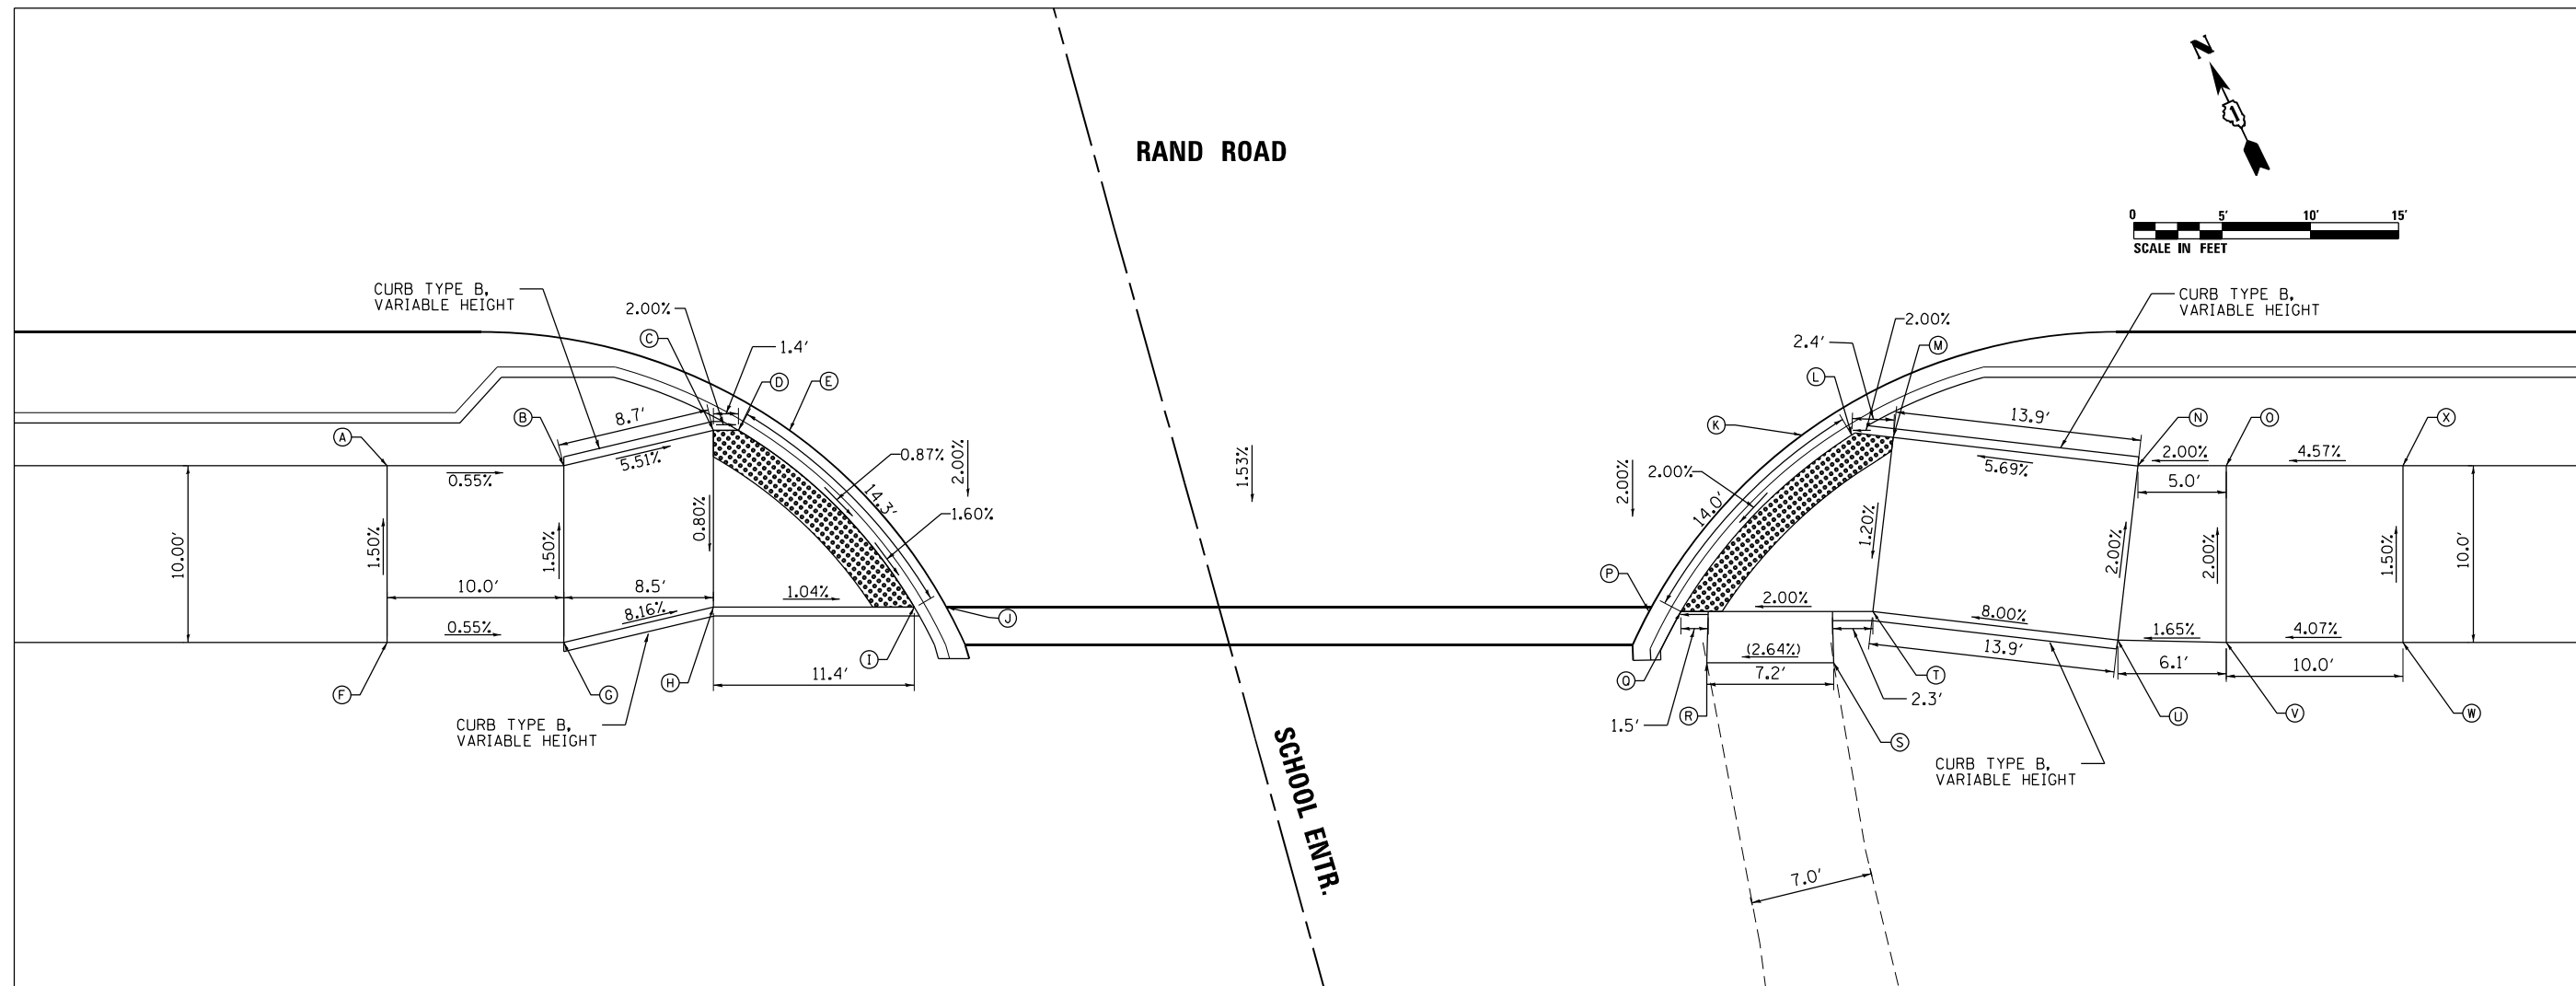 N
RAND ROAD
0 5' 10' 15'
SCALE IN FEET
CURB TYPE B,
VARIABLE HEIGHT
2.00%
C
1.4'
D
E
B
8.7'
A
5.51%
0.55%
0.87%
2.00%
14.3'
1.60%
1.53%
10.00'
1.50%
1.50%
0.80%
10.0'
8.5'
1.04%
8.16%
0.55%
J
I
H
11.4'
F
G
CURB TYPE B,
VARIABLE HEIGHT
SCHOOL ENTR.
CURB TYPE B,
VARIABLE HEIGHT
2.00%
2.4'
M
L
K
13.9'
N
O
X
2.00%
4.57%
5.69%
5.0'
2.00%
2.00%
14.0'
1.20%
2.00%
2.00%
1.50%
10.0'
P
2.00%
8.00%
1.65%
4.07%
(2.64%)
7.2'
13.9'
6.1'
10.0'
Q
T
1.5'
R
2.3'
S
U
V
W
CURB TYPE B,
VARIABLE HEIGHT
7.0'